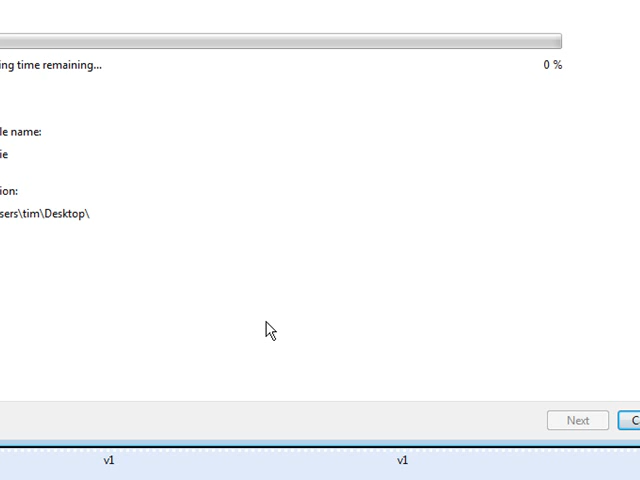 ing time remaining... 0 %
le name:
ie
ion:
sers\tim\Desktop\
Next C
v1 v1